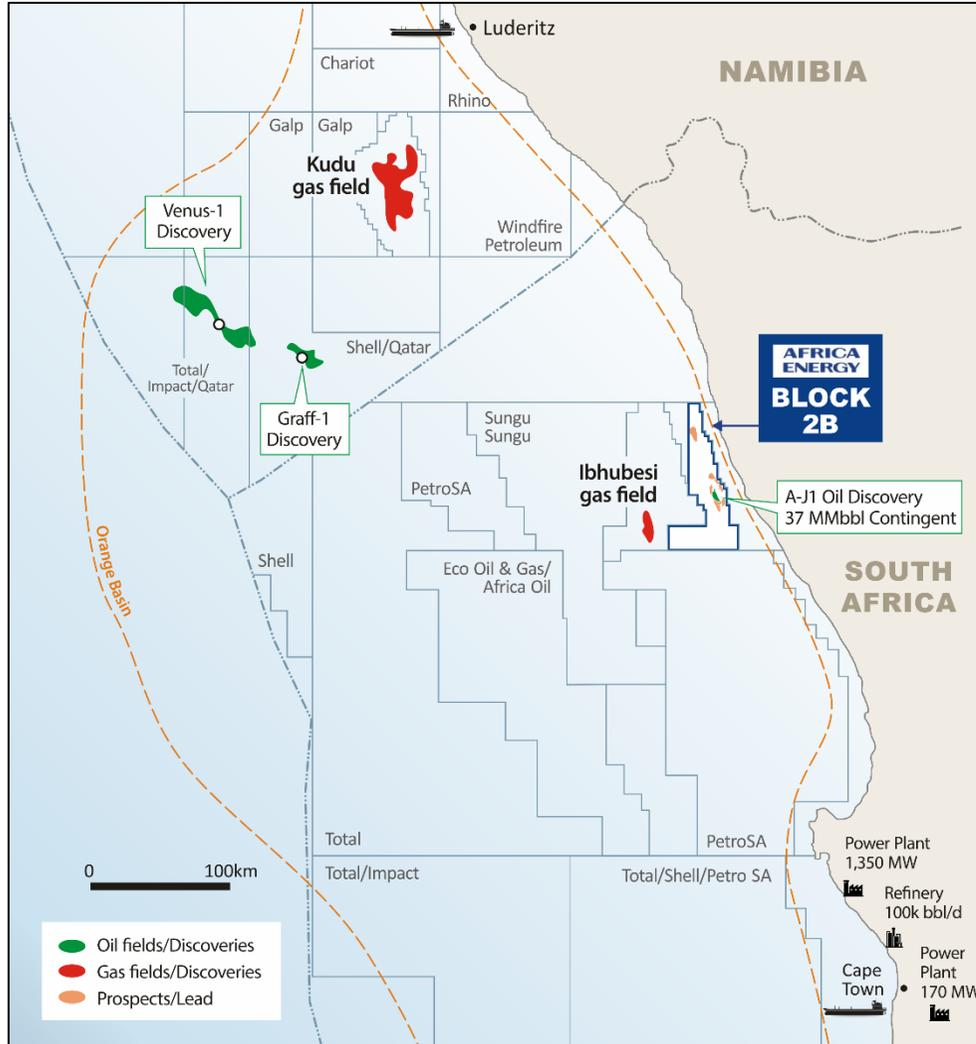 Luderitz
NAMIBIA
Chariot
Rhino
Galp
Galp
Kudu
gas field
Venus-1
Discovery
Windfire
Petroleum
Shell/Qatar
Total/
Impact/Qatar
Graff-1
Discovery
AFRICA
ENERGY
BLOCK
2B
Sungu
Sungu
Ibhubesi
gas field
PetroSA
A-J1 Oil Discovery
37 MMbbl Contingent
Orange Basin
Shell
Eco Oil & Gas/
Africa Oil
SOUTH
AFRICA
Total
PetroSA
Total/Impact
Total/Shell/Petro SA
Power Plant
1,350 MW
0
100km
Refinery
100k bbl/d
Oil fields/Discoveries
Gas fields/Discoveries
Prospects/Lead
Cape
Town
Power
Plant
170 MW